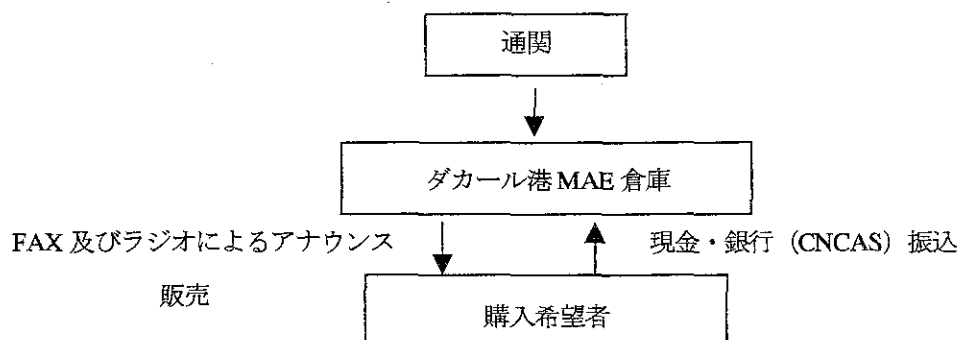 通関
ダカール港 MAE 倉庫
FAX 及びラジオによるアナウンス
現金・銀行（CNCAS）振込
販売
購入希望者